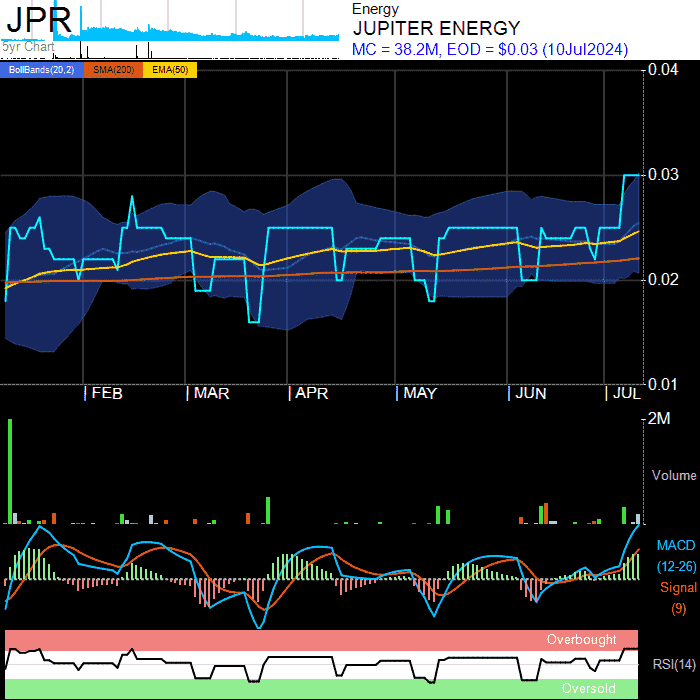 JPR
5yr Chart
Energy
JUPITER ENERGY
MC = 38.2M, EOD = $0.03 (10Jul2024)
BollBands(20,2) SMA(200) EMA(50)
0.04
0.03
0.02
0.01
FEB MAR APR MAY JUN JUL
2M
Volume
MACD
(12-26)
Signal
(9)
Overbought
RSI(14)
Oversold